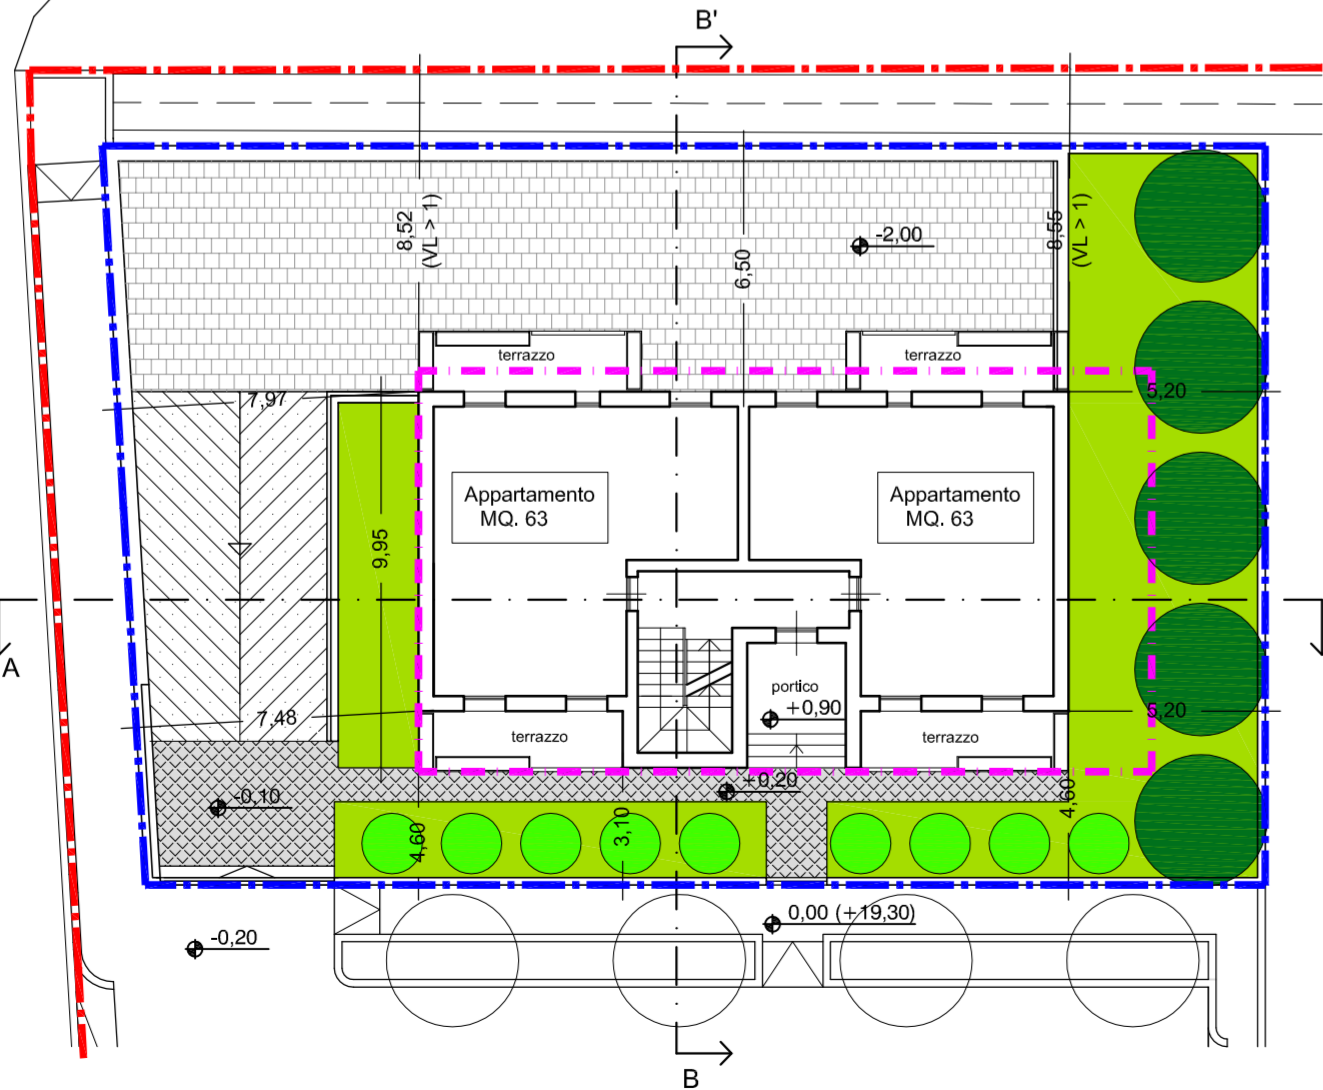 B'
8,52
(VL > 1)
6,50
-2,00
8,55
(VL > 1)
terrazzo
terrazzo
7,97
5,20
Appartamento
MQ. 63
Appartamento
MQ. 63
9,95
A
portico
+0,90
7,48
5,20
terrazzo
terrazzo
-0,10
+0,20
4,60
3,10
4,60
0,00 (+19,30)
-0,20
B